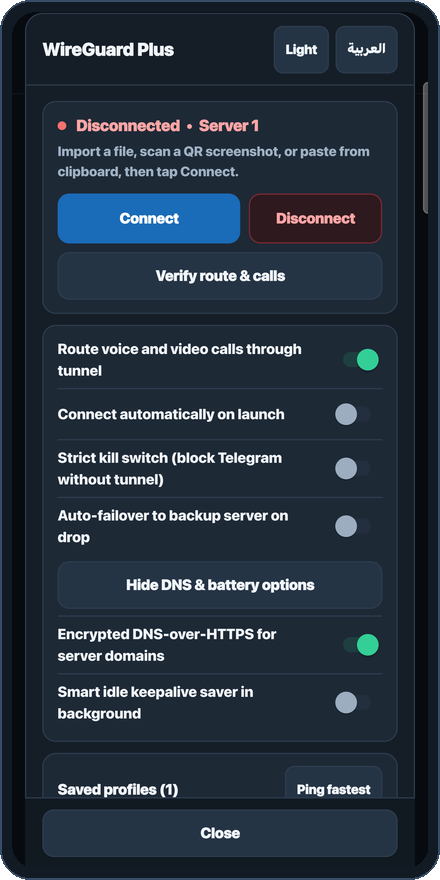 WireGuard Plus
Light
العربية
Disconnected • Server 1
Import a file, scan a QR screenshot, or paste from
clipboard, then tap Connect.
Connect
Disconnect
Verify route & calls
Route voice and video calls through
tunnel
Connect automatically on launch
Strict kill switch (block Telegram
without tunnel)
Auto-failover to backup server on
drop
Hide DNS & battery options
Encrypted DNS-over-HTTPS for
server domains
Smart idle keepalive saver in
background
Saved profiles (1)
Ping fastest
Close